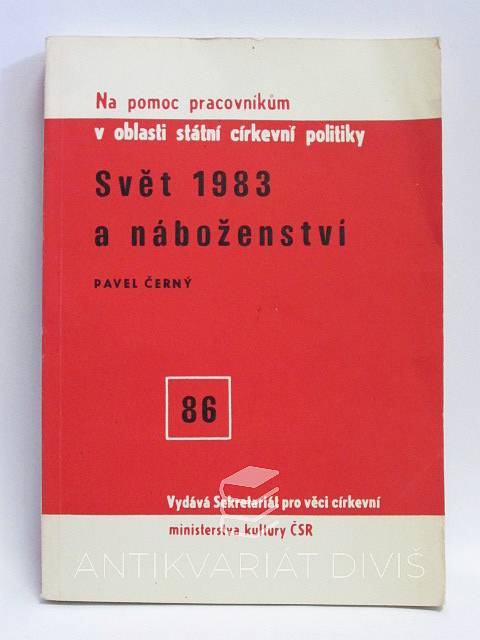 Na pomoc pracovníkům
v oblasti státní církevní politiky
Svět 1983
a náboženství
PAVEL ČERNÝ
86
Vydává Sekretariát pro věci církevní
ministerstva kultury ČSR
ANTIKVARIÁT DIVIŠ